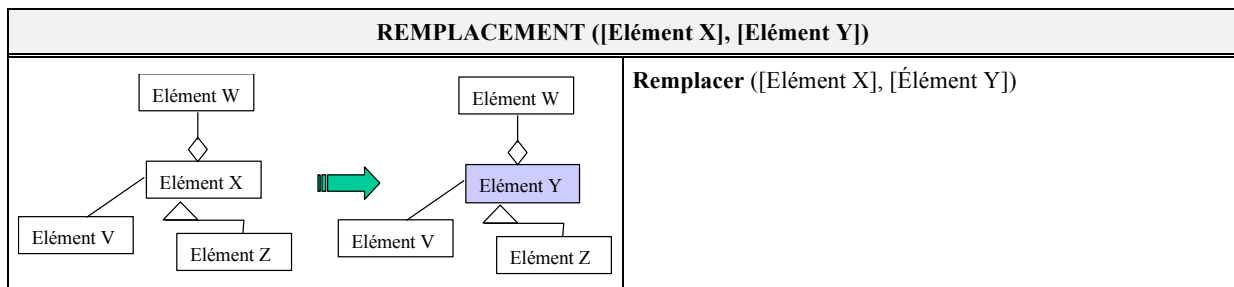 REMPLACEMENT ([Elément X], [Elément Y])
Elément W
Elément X
Elément V
Elément Z
Elément W
Elément Y
Elément V
Elément Z
Remplacer ([Elément X], [Élément Y])